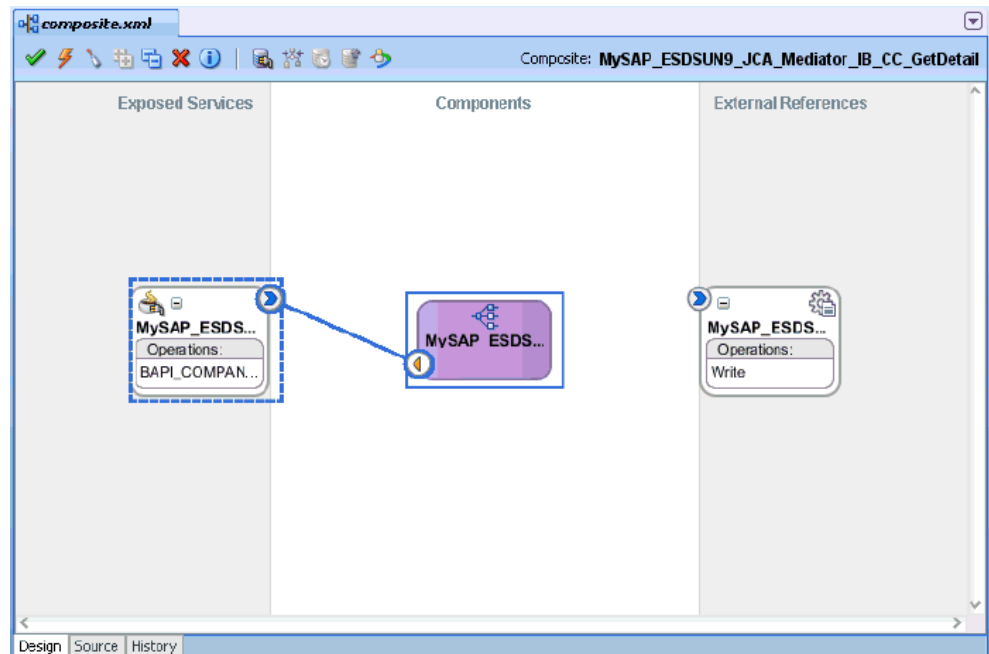 composite.xml
Composite: MySAP_ESDSUN9_JCA_Mediator_IB_CC_GetDetail
Exposed Services Components External References
MySAP_ESDS...
Operations:
BAPI_COMPAN...
MySAP_ESDS...
MySAP_ESDS...
Operations:
Write
Design Source History